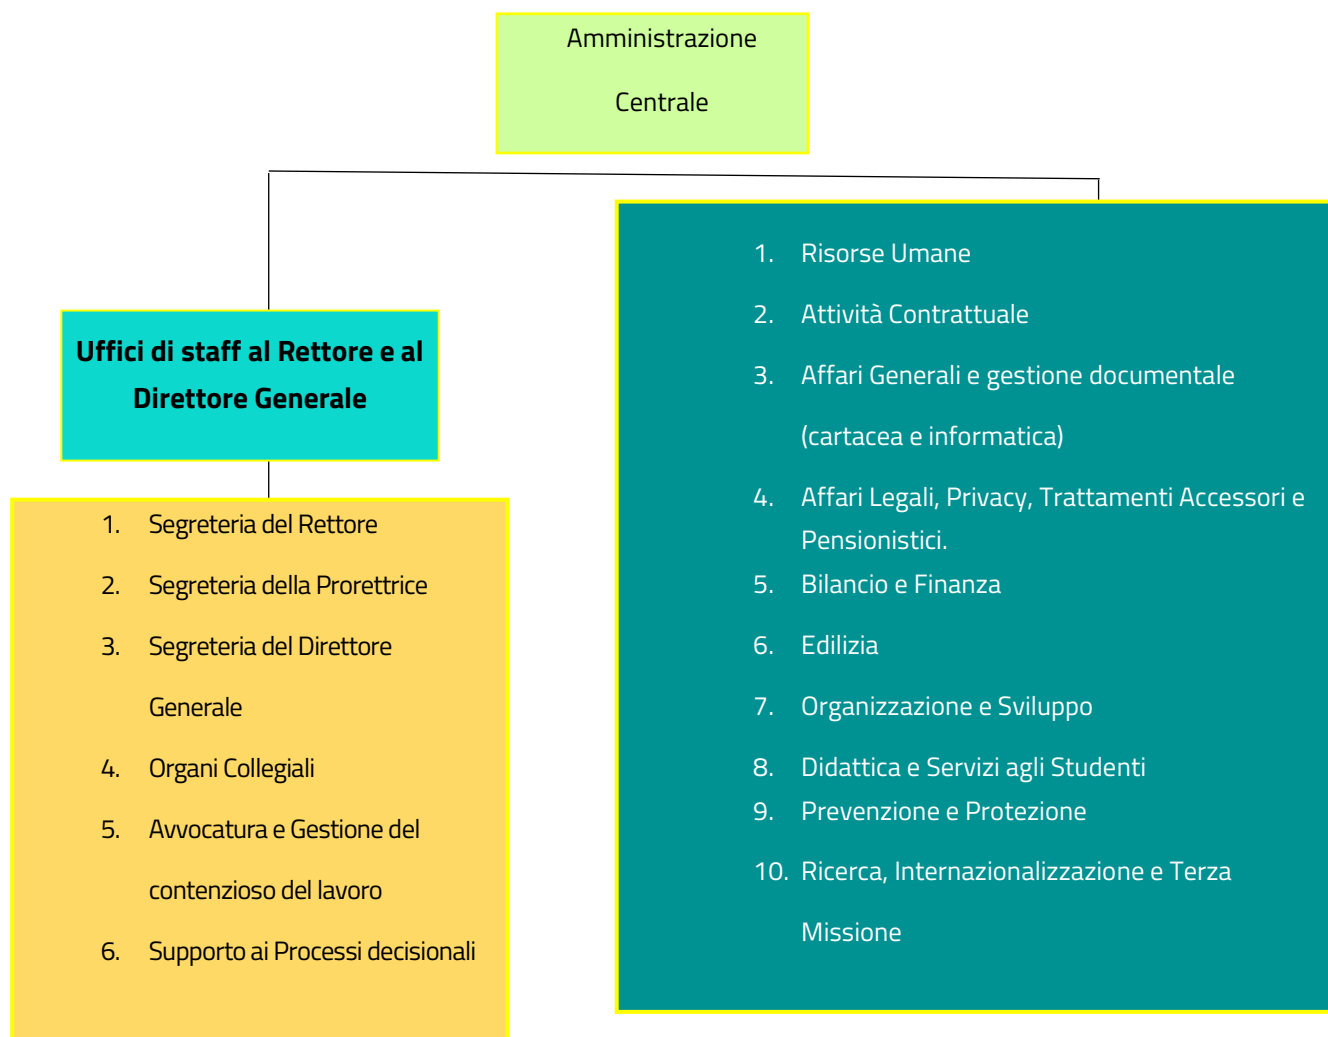 Amministrazione
Centrale
Uffici di staff al Rettore e al
Direttore Generale
1. Segreteria del Rettore
2. Segreteria della Prorettrice
3. Segreteria del Direttore
Generale
4. Organi Collegiali
5. Avvocatura e Gestione del
contenzioso del lavoro
6. Supporto ai Processi decisionali
1. Risorse Umane
2. Attività Contrattuale
3. Affari Generali e gestione documentale
(cartacea e informatica)
4. Affari Legali, Privacy, Trattamenti Accessori e
Pensionistici.
5. Bilancio e Finanza
6. Edilizia
7. Organizzazione e Sviluppo
8. Didattica e Servizi agli Studenti
9. Prevenzione e Protezione
10. Ricerca, Internazionalizzazione e Terza
Missione